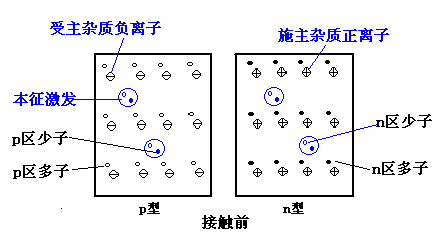 受主杂质负离子
施主杂质正离子
本征激发
p区少子
n区少子
p区多子
n区多子
p型
n型
接触前